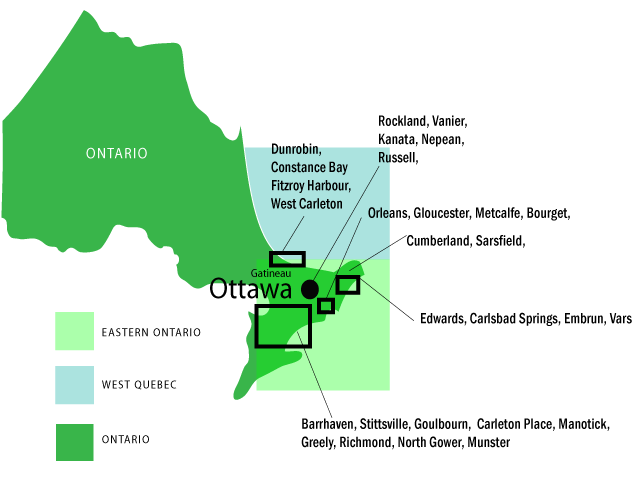 Rockland, Vanier,
Kanata, Nepean,
Russell,
ONTARIO
Dunrobin,
Constance Bay
Fitzroy Harbour,
West Carleton
Orleans, Gloucester, Metcalfe, Bourget,
Cumberland, Sarsfield,
Gatineau
Ottawa
Edwards, Carlsbad Springs, Embrun, Vars
EASTERN ONTARIO
WEST QUEBEC
ONTARIO
Barrhaven, Stittsville, Goulbourn, Carleton Place, Manotick,
Greely, Richmond, North Gower, Munster